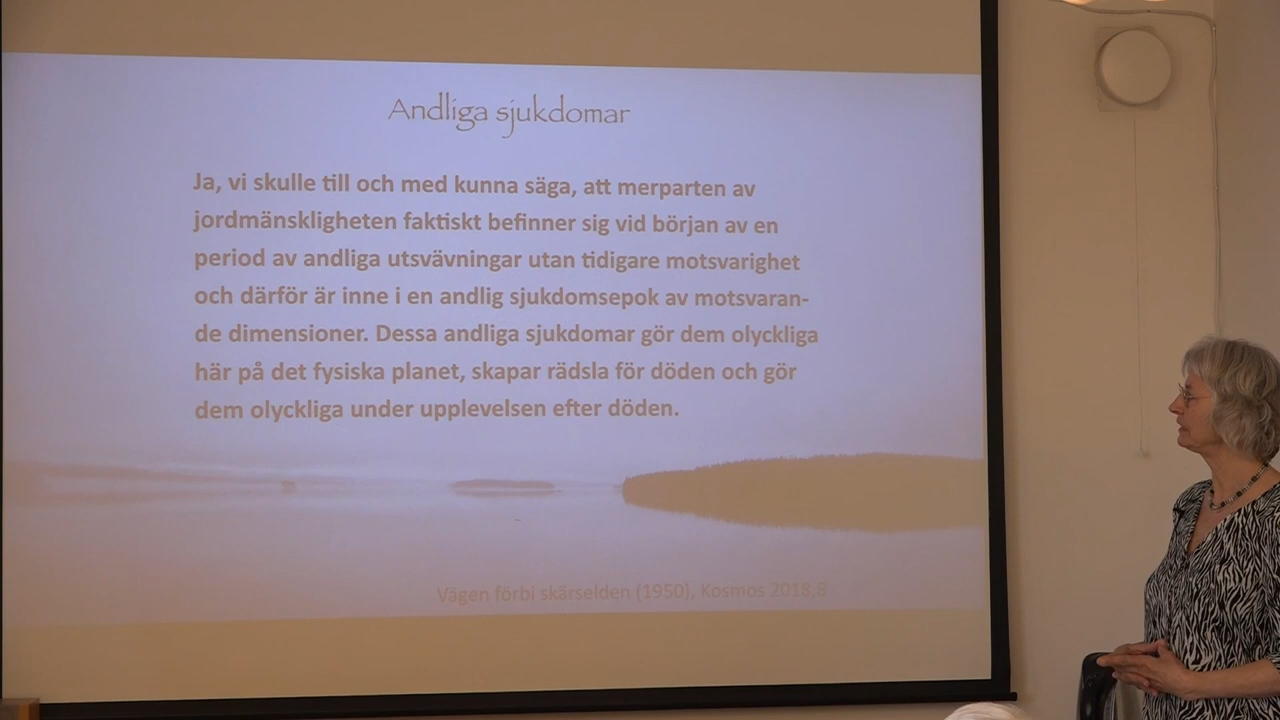 Andliga sjukdomar
Ja, vi skulle till och med kunna säga, att merparten av
jordmänskligheten faktiskt befinner sig vid början av en
period av andliga utsvävningar utan tidigare motsvarighet
och därför är inne i en andlig sjukdomsepok av motsvaran-
de dimensioner. Dessa andliga sjukdomar gör dem olyckliga
här på det fysiska planet, skapar rädsla för döden och gör
dem olyckliga under upplevelsen efter döden.
Vägen förbi skärselden (1950), Kosmos 2018,8